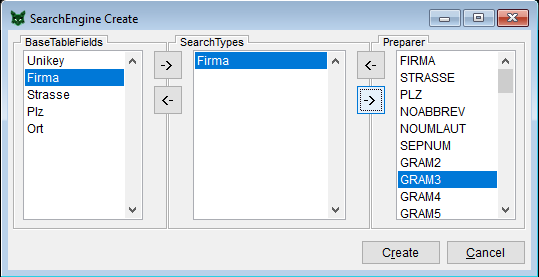 SearchEngine Create
BaseTableFields
Unikey
Firma
Strasse
Plz
Ort
->
<-
SearchTypes
Firma
<-
->
Preparer
FIRMA
STRASSE
PLZ
NOABBREV
NOUMLAUT
SEPNUM
GRAM2
GRAM3
GRAM4
GRAM5
Create
Cancel